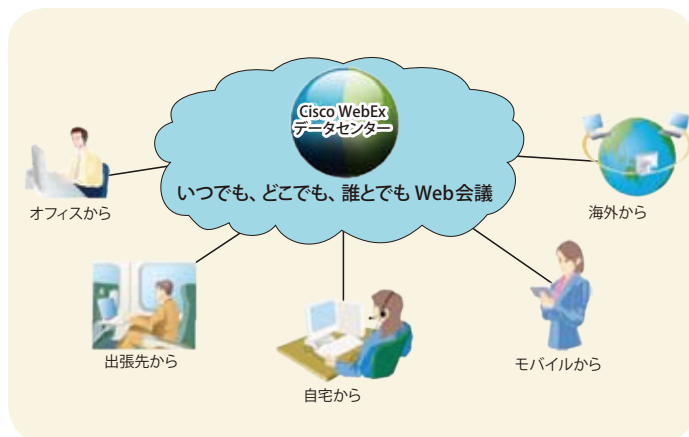 Cisco WebEx
データセンター
いつでも、どこでも、誰とでも Web会議
オフィスから
海外から
出張先から
モバイルから
自宅から